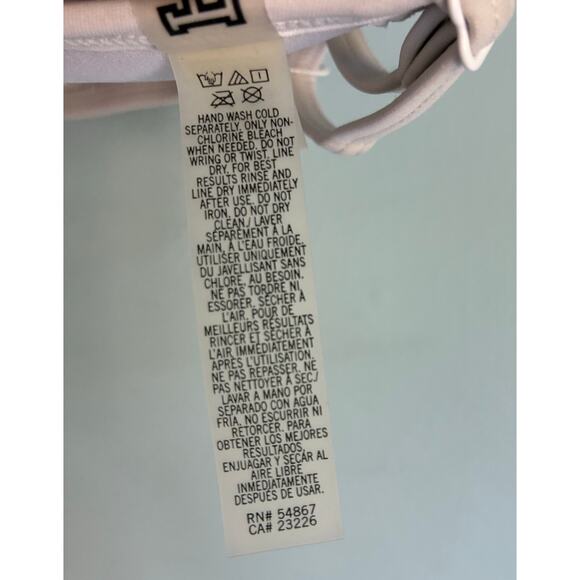 HAND WASH COLD
SEPARATELY, ONLY NON-
CHLORINE BLEACH
WHEN NEEDED, DO NOT
WRING OR TWIST, LINE
DRY, FOR BEST
RESULTS RINSE AND
LINE DRY IMMEDIATELY
AFTER USE, DO NOT
IRON, DO NOT DRY
CLEAN/ LAVER
SÉPARÉMENT À LA
MAIN, À L'EAU FROIDE,
UTILISER UNIQUEMENT
DU JAVELLISANT SANS
CHLORE, AU BESOIN,
NE PAS TORDRE NI
ESSORER, SÉCHER À
L'AIR, POUR DE
MEILLEURS RÉSULTATS
RINCER ET SÉCHER À
L'AIR IMMÉDIATEMENT
APRÈS L'UTILISATION,
NE PAS REPASSER, NE
PAS NETTOYER À SEC/
LAVAR A MANO POR
SEPARADO CON AGUA
FRÍA, NO ESCURRIR NI
RETORCER, PARA
OBTENER LOS MEJORES
RESULTADOS,
ENJUAGAR Y SECAR AL
AIRE LIBRE
INMEDIATAMENTE
DESPUÉS DE USAR.
RN# 54867
CA# 23226